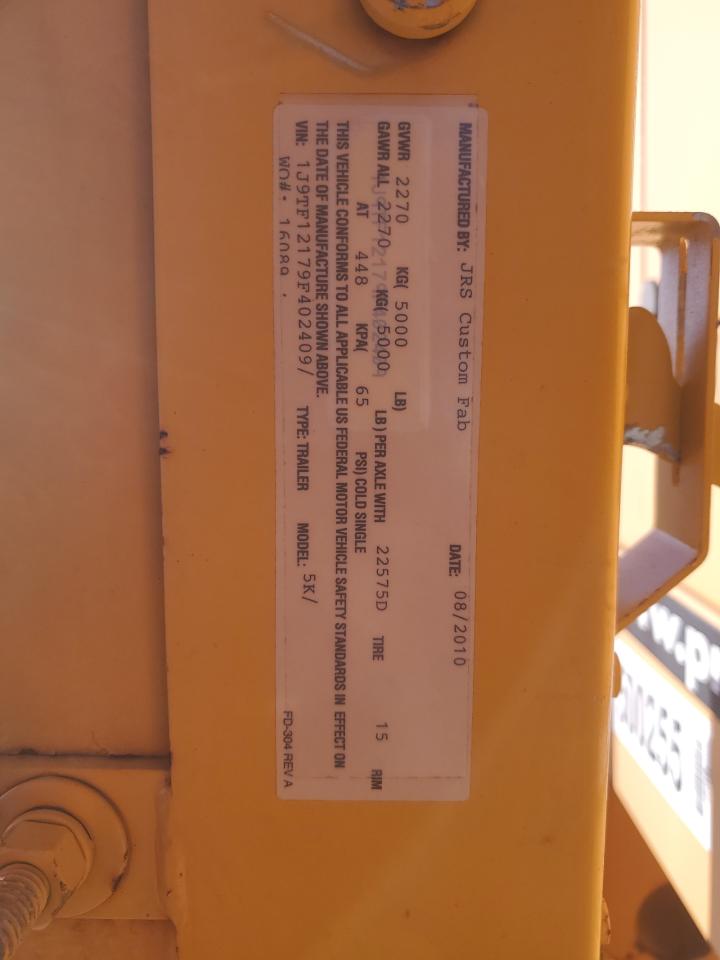 MANUFACTURED BY: JRS Custom Fab DATE: 08/2010
GVWR 2270 KG( 5000 LB)
GAWR ALL 2270 KG( 5000 LB) PER AXLE WITH 22575D TIRE 15 RIM
AT 448 KPA( 65 PSI) COLD SINGLE
THIS VEHICLE CONFORMS TO ALL APPLICABLE US FEDERAL MOTOR VEHICLE SAFETY STANDARDS IN EFFECT ON
THE DATE OF MANUFACTURE SHOWN ABOVE.
VIN: 1J9TF12179F402409/ TYPE: TRAILER MODEL: 5K/
WO#: 16089
FD-304 REV A
w.p
00255